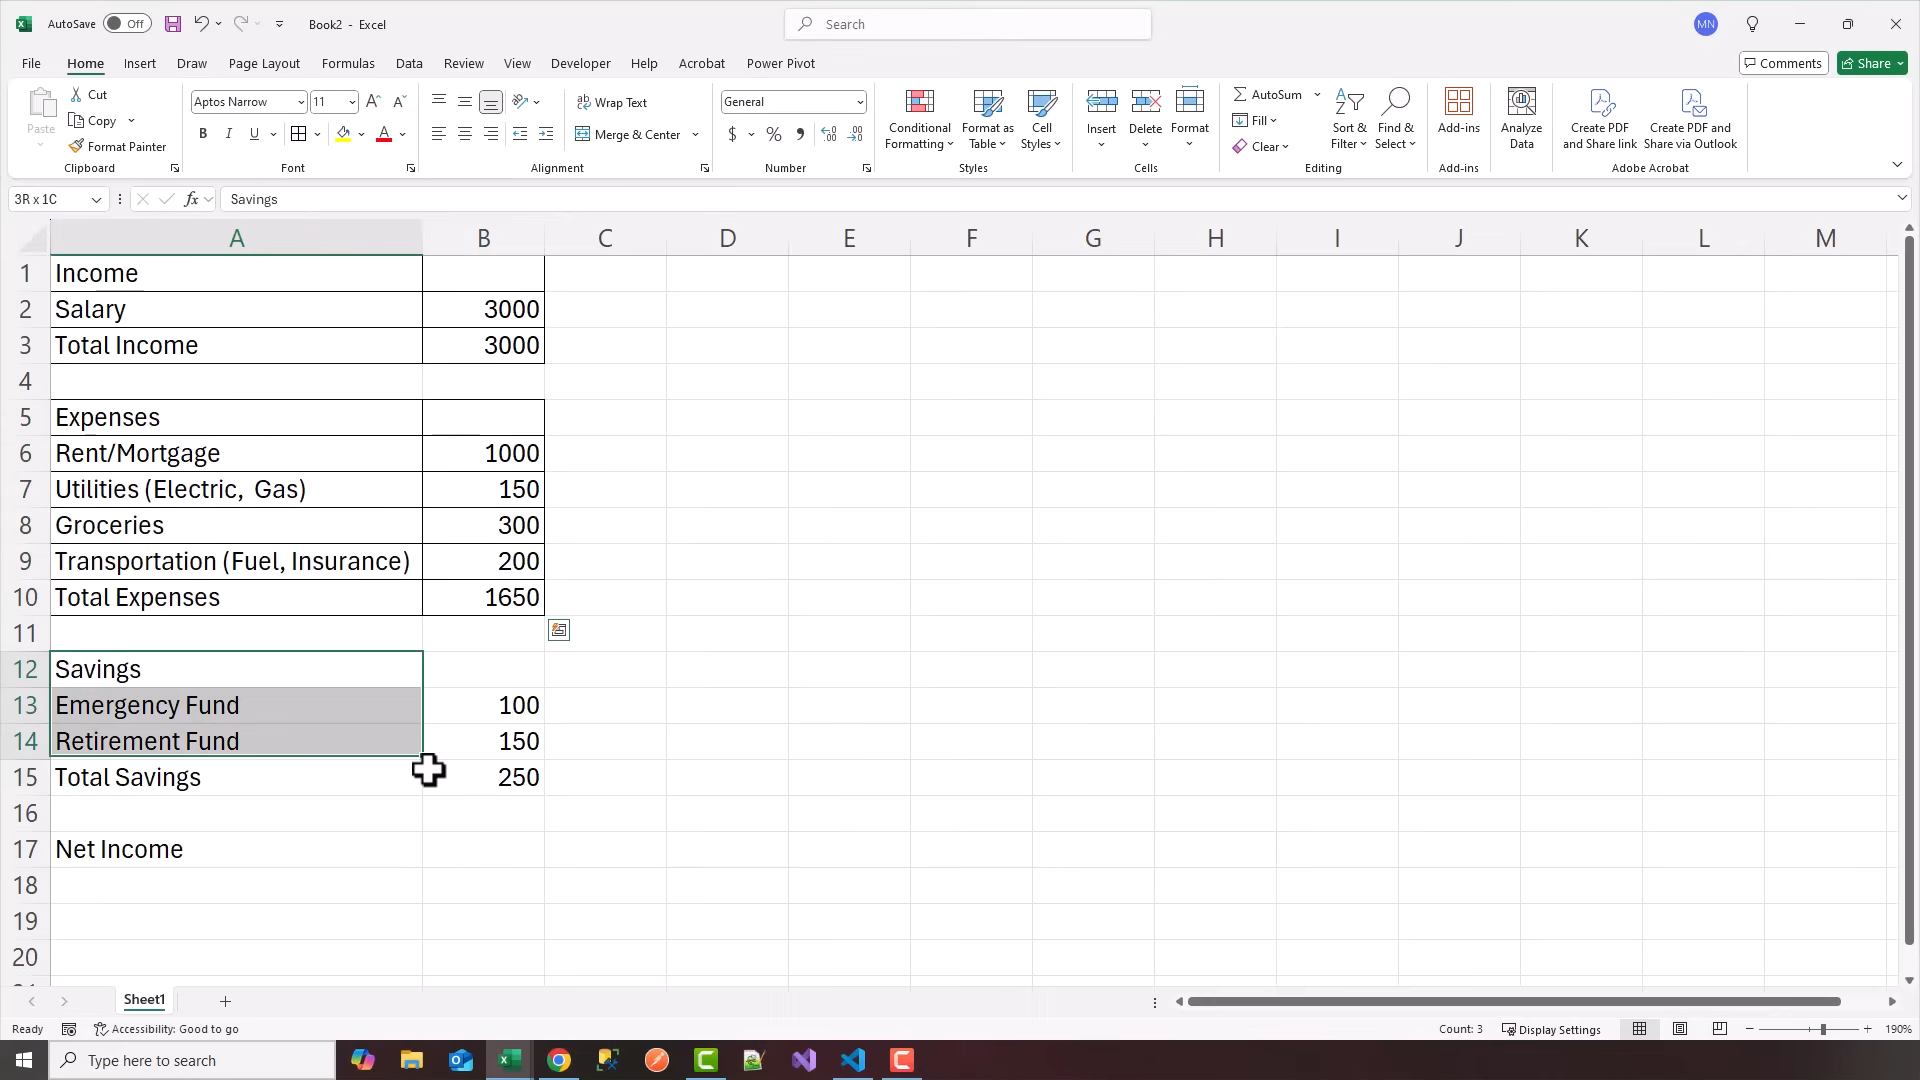 AutoSave Off Book2 - Excel Search MN
File Home Insert Draw Page Layout Formulas Data Review View Developer Help Acrobat Power Pivot Comments Share
Paste Cut Copy Format Painter Clipboard
Aptos Narrow 11 A A B I U A Font
ab Wrap Text Merge & Center Alignment
General $ % , Number
Conditional Formatting Format as Table Cell Styles Styles
Insert Delete Format Cells
AutoSum Fill Clear Sort & Filter Find & Select Editing
Add-ins Add-ins
Analyze Data
Create PDF and Share link Create PDF and Share via Outlook Adobe Acrobat
3R x 1C fx Savings
A B C D E F G H I J K L M
1 Income
2 Salary 3000
3 Total Income 3000
4
5 Expenses
6 Rent/Mortgage 1000
7 Utilities (Electric, Gas) 150
8 Groceries 300
9 Transportation (Fuel, Insurance) 200
10 Total Expenses 1650
11
12 Savings
13 Emergency Fund 100
14 Retirement Fund 150
15 Total Savings 250
16
17 Net Income
18
19
20
Sheet1
Ready Accessibility: Good to go Count: 3 Display Settings 190%
Type here to search